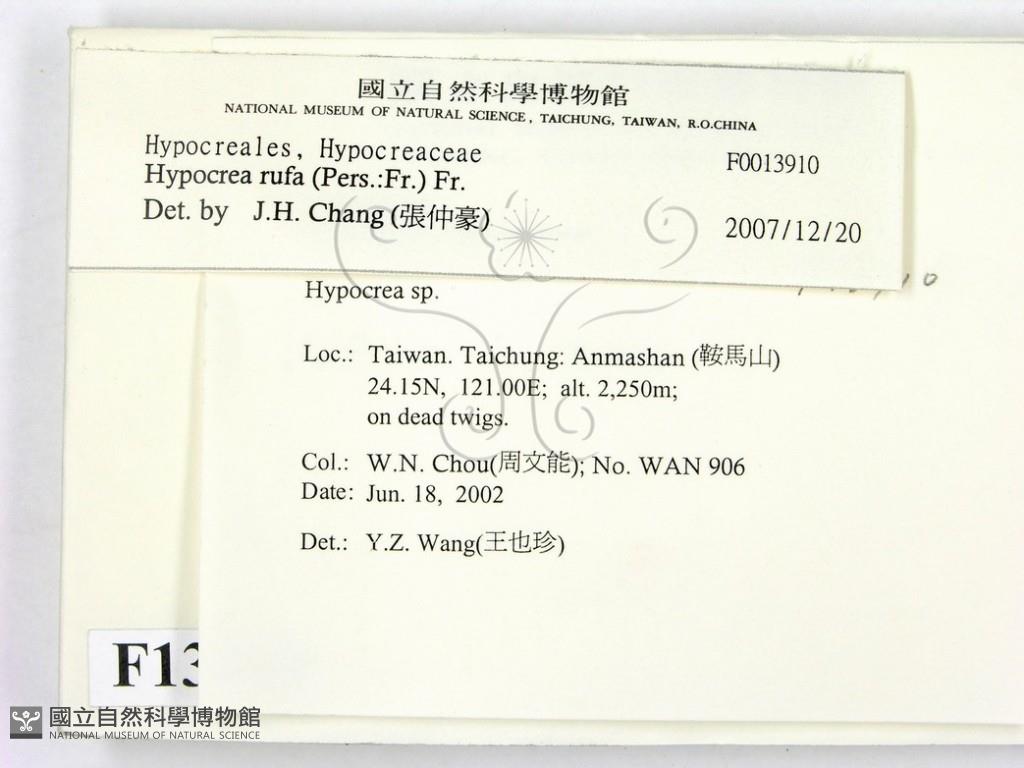 國立自然科學博物館
NATIONAL MUSEUM OF NATURAL SCIENCE, TAICHUNG, TAIWAN, R.O.CHINA
Hypocreales, Hypocreaceae
F0013910
Hypocrea rufa (Pers.:Fr.) Fr.
Det. by J.H. Chang (張仲豪)
2007/12/20
Hypocrea sp.
Loc.: Taiwan. Taichung: Anmashan (鞍馬山)
24.15N, 121.00E; alt. 2,250m;
on dead twigs.
Col.: W.N. Chou(周文能); No. WAN 906
Date: Jun. 18, 2002
Det.: Y.Z. Wang(王也珍)
F13
國立自然科學博物館
NATIONAL MUSEUM OF NATURAL SCIENCE